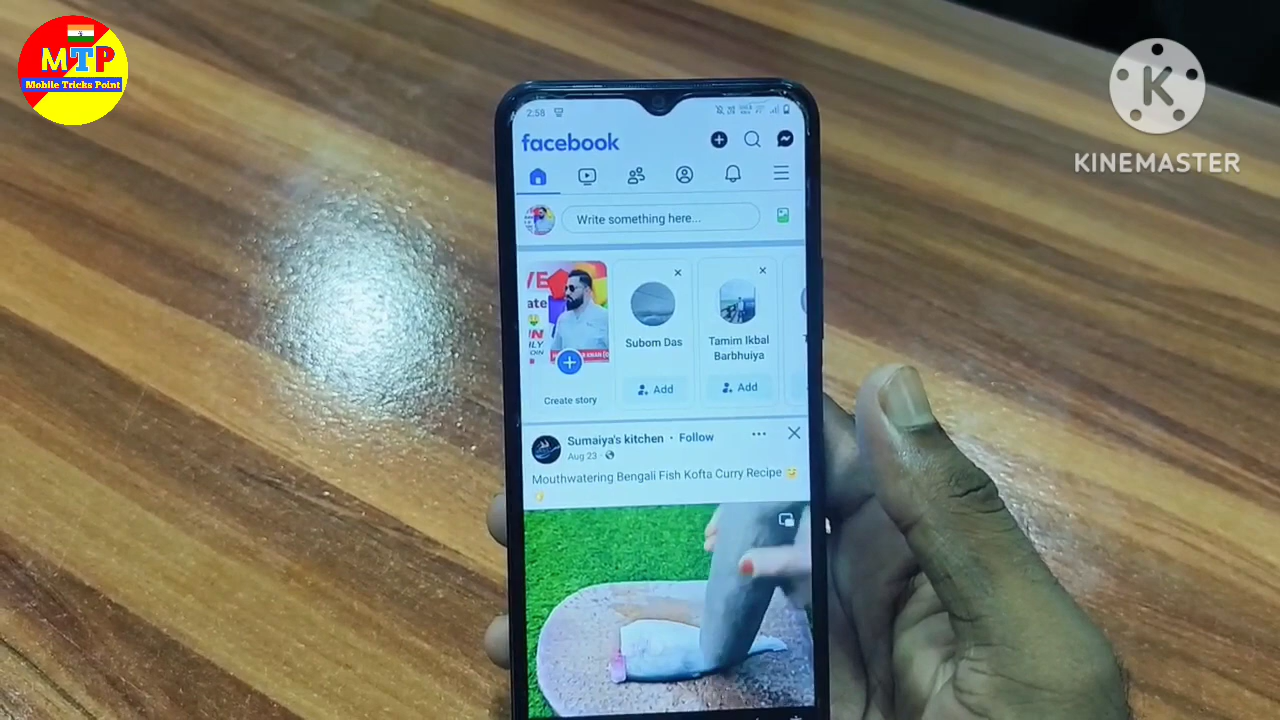 MTP
Mobile Tricks Point
K
KINEMASTER
2:58
facebook
Write something here...
Subom Das
Tamim Ikbal
Barbhuiya
Add
Add
Create story
Sumaiya's kitchen · Follow
Aug 23 ·
Mouthwatering Bengali Fish Kofta Curry Recipe